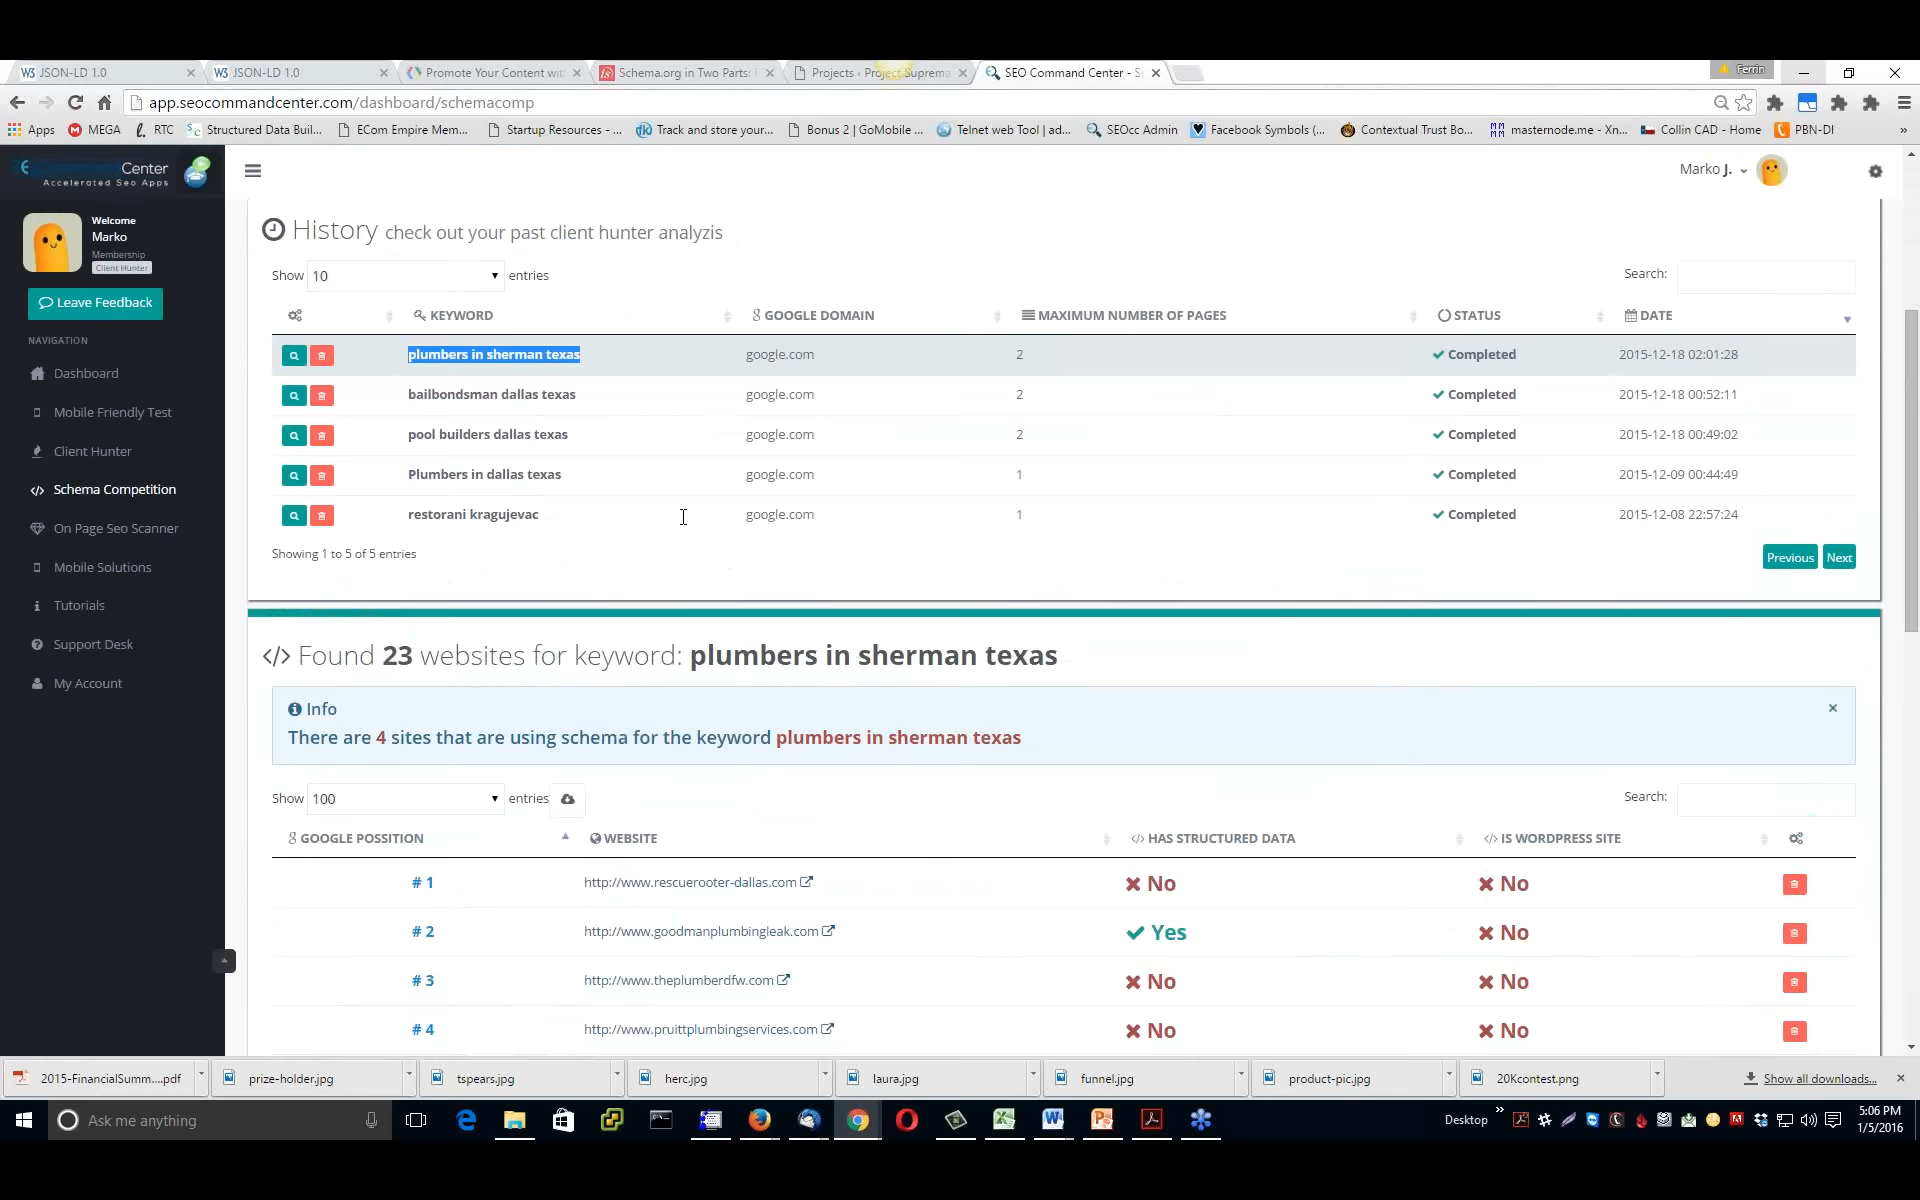 JSON-LD 1.0
JSON-LD 1.0
Promote Your Content wit
Schema.org in Two Parts:
Projects ‹ Project Suprema
SEO Command Center - S
Ferrin
app.seocommandcenter.com/dashboard/schemacomp
Apps
MEGA
RTC
Structured Data Buil...
ECom Empire Mem...
Startup Resources - ...
Track and store your...
Bonus 2 | GoMobile ...
Telnet web Tool | ad...
SEOcc Admin
Facebook Symbols (...
Contextual Trust Bo...
masternode.me - Xn...
Collin CAD - Home
PBN-DI
»
Center
Accelerated Seo Apps
Marko J.
Welcome
Marko
Membership
Client Hunter
Leave Feedback
NAVIGATION
Dashboard
Mobile Friendly Test
Client Hunter
Schema Competition
On Page Seo Scanner
Mobile Solutions
Tutorials
Support Desk
My Account
History check out your past client hunter analyzis
Show 10 entries
Search:
KEYWORD GOOGLE DOMAIN MAXIMUM NUMBER OF PAGES STATUS DATE
plumbers in sherman texas google.com 2 Completed 2015-12-18 02:01:28
bailbondsman dallas texas google.com 2 Completed 2015-12-18 00:52:11
pool builders dallas texas google.com 2 Completed 2015-12-18 00:49:02
Plumbers in dallas texas google.com 1 Completed 2015-12-09 00:44:49
restorani kragujevac google.com 1 Completed 2015-12-08 22:57:24
Showing 1 to 5 of 5 entries
Previous Next
</> Found 23 websites for keyword: plumbers in sherman texas
Info
×
There are 4 sites that are using schema for the keyword plumbers in sherman texas
Show 100 entries
Search:
GOOGLE POSSITION WEBSITE </> HAS STRUCTURED DATA </> IS WORDPRESS SITE
# 1 http://www.rescuerooter-dallas.com No No
# 2 http://www.goodmanplumbingleak.com Yes No
# 3 http://www.theplumberdfw.com No No
# 4 http://www.pruittplumbingservices.com No No
2015-FinancialSumm....pdf
prize-holder.jpg
tspears.jpg
herc.jpg
laura.jpg
funnel.jpg
product-pic.jpg
20Kcontest.png
Show all downloads...
Ask me anything
Desktop
5:06 PM
1/5/2016